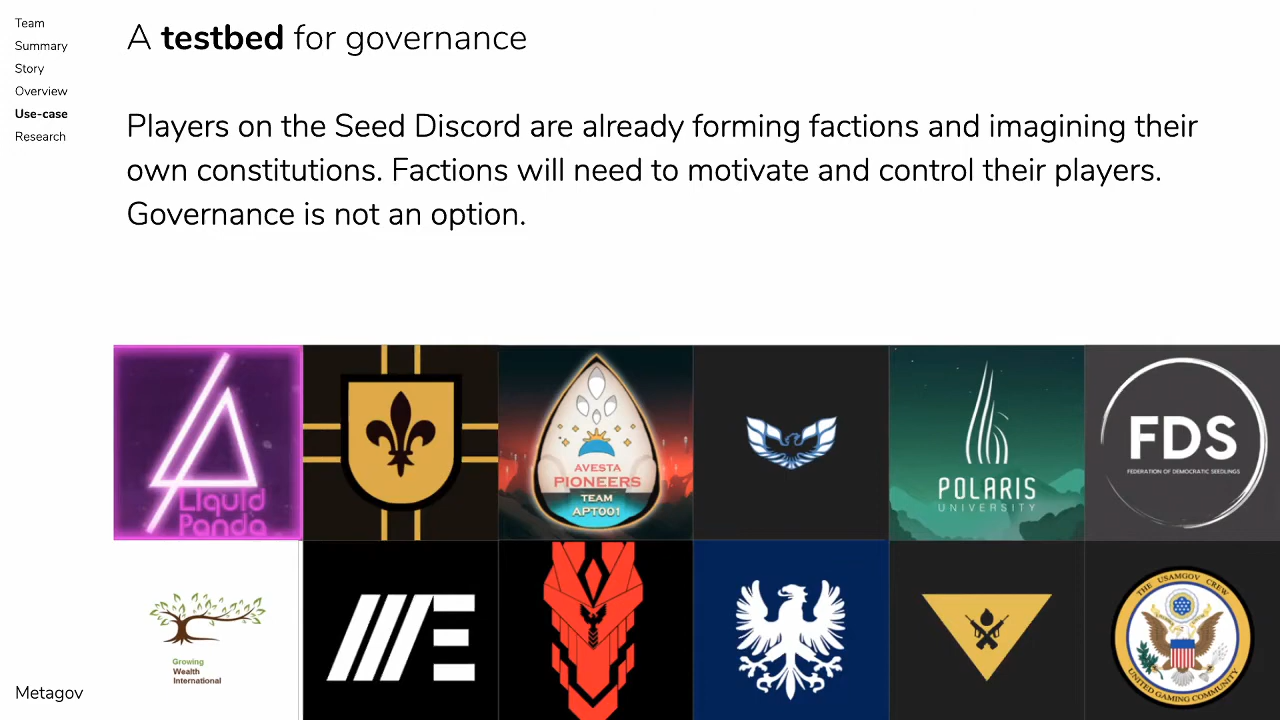 Team
Summary
Story
Overview
Use-case
Research
A testbed for governance
Players on the Seed Discord are already forming factions and imagining their
own constitutions. Factions will need to motivate and control their players.
Governance is not an option.
Liquid
Panda
AVESTA
PIONEERS
TEAM
APT001
POLARIS
UNIVERSITY
FDS
FEDERATION OF DEMOCRATIC SEEDLINGS
Growing
Wealth
International
THE USAMGOV CREW
UNITED GAMING COMMUNITY
Metagov